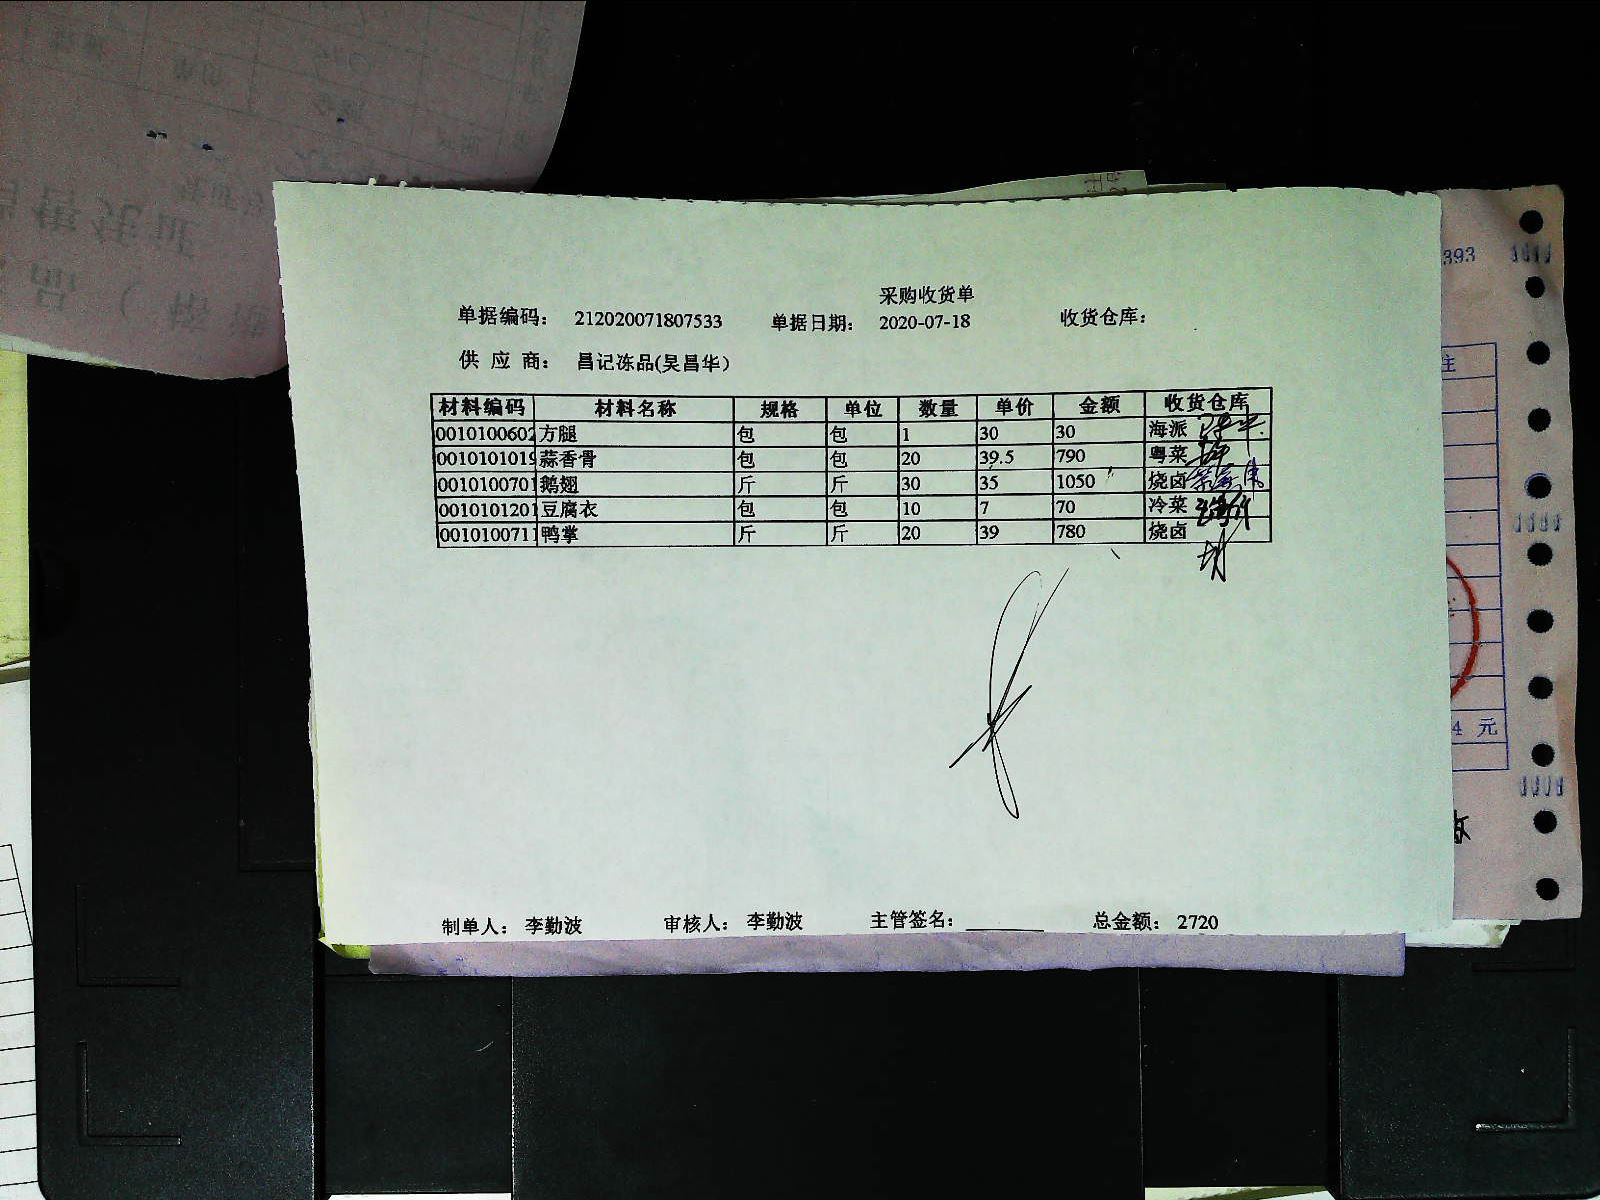 采购收货单
单据编码： 212020071807533 单据日期： 2020-07-18 收货仓库：
供 应 商： 昌记冻品(吴昌华）
材料编码 材料名称 规格 单位 数量 单价 金额 收货仓库
0010100602 方腿 包 包 1 30 30 海派
0010101019 蒜香骨 包 包 20 39.5 790 粤菜
0010100701 鹅翅 斤 斤 30 35 1050 烧卤
0010101201 豆腐衣 包 包 10 7 70 冷菜
0010100711 鸭掌 斤 斤 20 39 780 烧卤
制单人： 李勤波 审核人： 李勤波 主管签名： 总金额： 2720
393
注
4 元